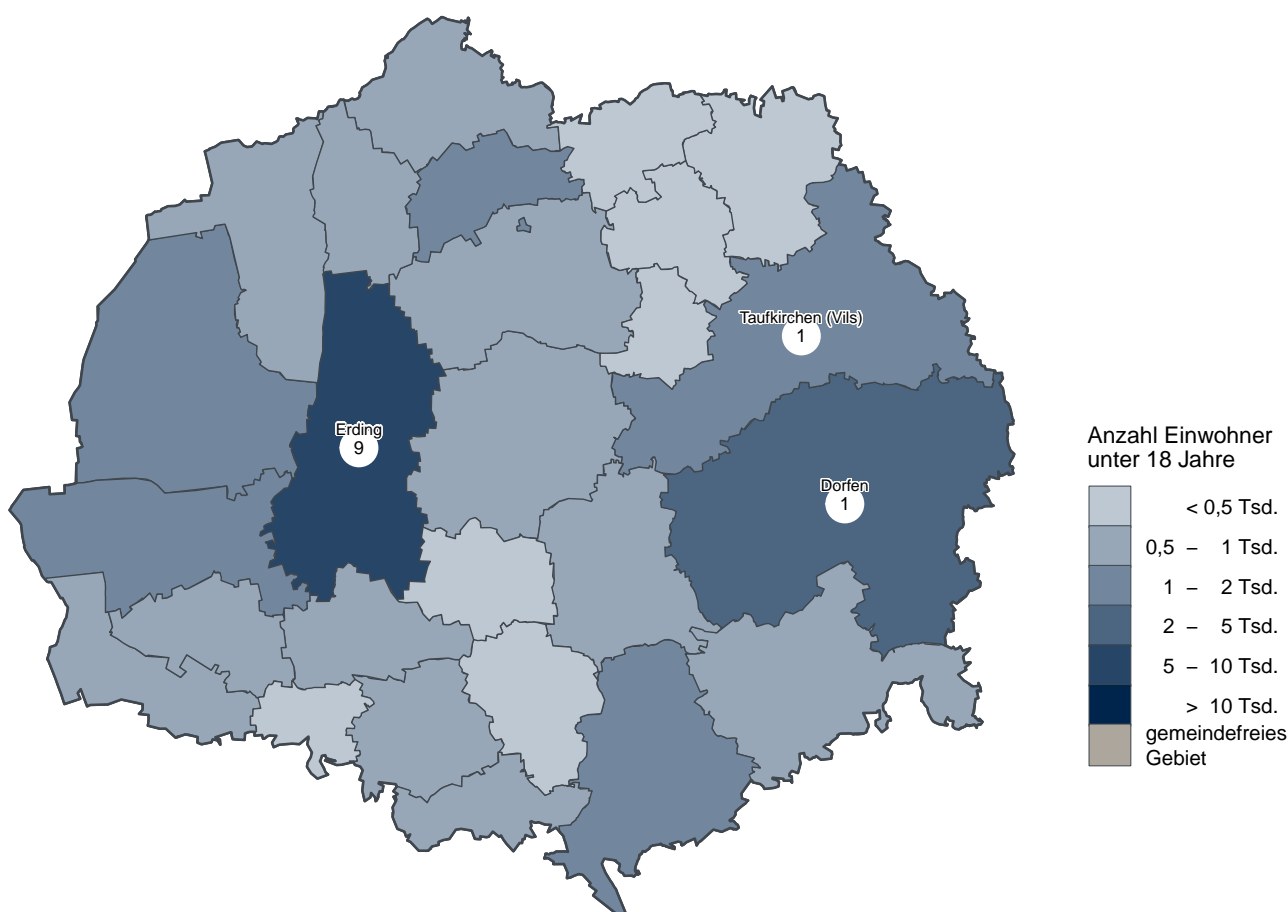 Taufkirchen (Vils)
1
Erding
9
Dorfen
1
Anzahl Einwohner
unter 18 Jahre
< 0,5 Tsd.
0,5 – 1 Tsd.
1 – 2 Tsd.
2 – 5 Tsd.
5 – 10 Tsd.
> 10 Tsd.
gemeindefreies
Gebiet